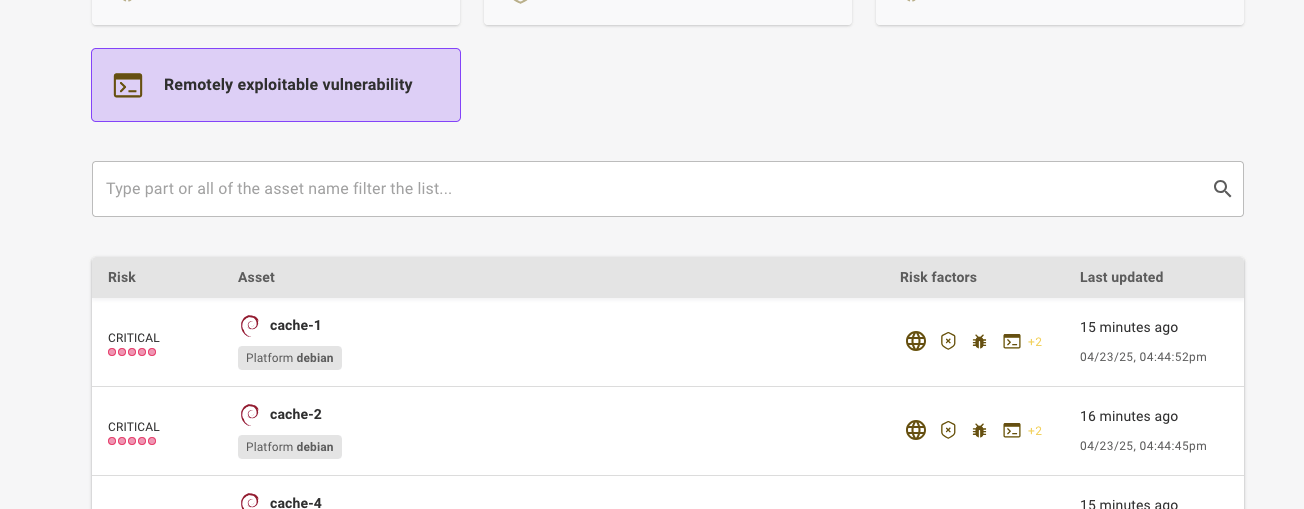 Remotely exploitable vulnerability
Type part or all of the asset name filter the list...
Risk Asset Risk factors Last updated
CRITICAL cache-1 +2 15 minutes ago
Platform debian 04/23/25, 04:44:52pm
CRITICAL cache-2 +2 16 minutes ago
Platform debian 04/23/25, 04:44:45pm
cache-4 15 minutes ago